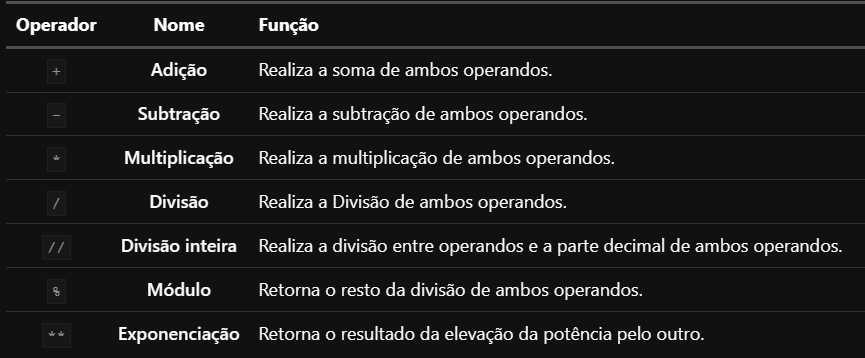 Operador Nome Função
+ Adição Realiza a soma de ambos operandos.
- Subtração Realiza a subtração de ambos operandos.
* Multiplicação Realiza a multiplicação de ambos operandos.
/ Divisão Realiza a Divisão de ambos operandos.
// Divisão inteira Realiza a divisão entre operandos e a parte decimal de ambos operandos.
% Módulo Retorna o resto da divisão de ambos operandos.
** Exponenciação Retorna o resultado da elevação da potência pelo outro.